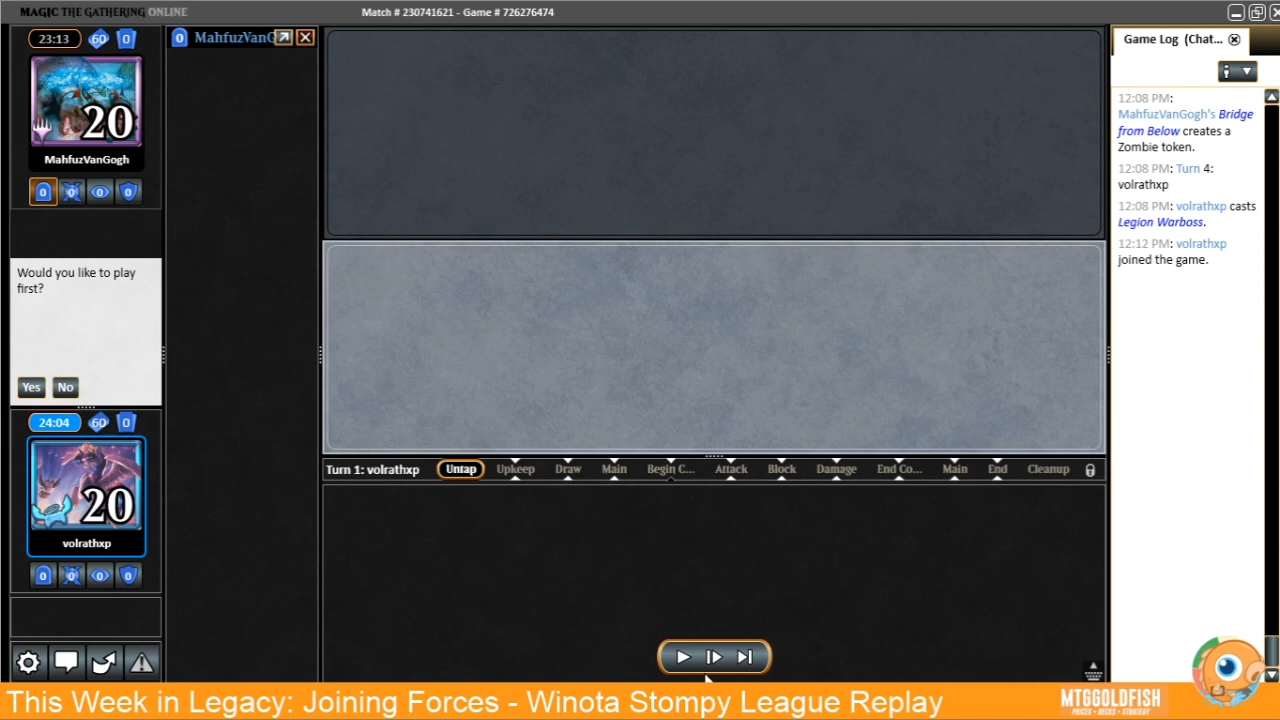 MAGIC THE GATHERING ONLINE
Match # 230741621 - Game # 726276474
23:13
60
0
20
MahfuzVanGogh
0
0
0
0
0
MahfuzVanG
Would you like to play
first?
Yes
No
24:04
60
0
20
volrathxp
0
0
0
0
Turn 1: volrathxp
Untap
Upkeep
Draw
Main
Begin C...
Attack
Block
Damage
End Co...
Main
End
Cleanup
Game Log (Chat...
12:08 PM:
MahfuzVanGogh's Bridge
from Below creates a
Zombie token.
12:08 PM: Turn 4:
volrathxp
12:08 PM: volrathxp casts
Legion Warboss.
12:12 PM: volrathxp
joined the game.
This Week in Legacy: Joining Forces - Winota Stompy League Replay
MTGGOLDFISH
PRICES • DECKS • STRATEGY